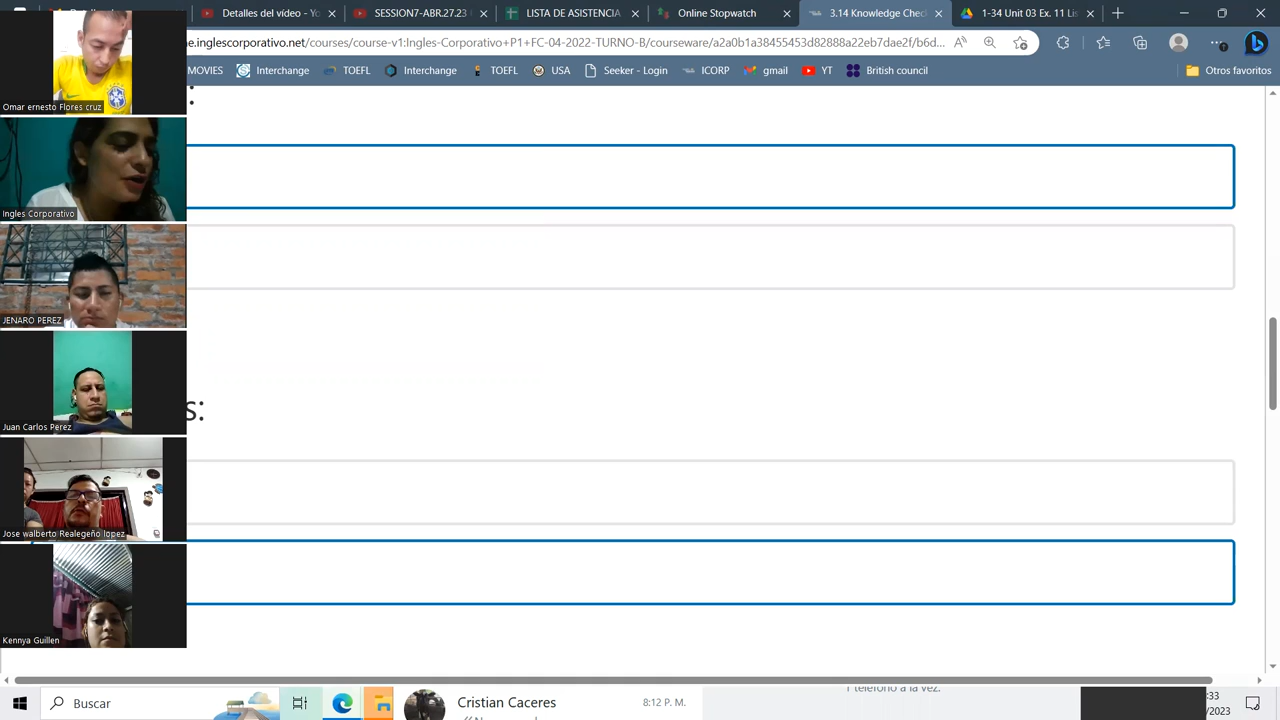 Detalles del vídeo - Yo
SESSION7-ABR.27.23
LISTA DE ASISTENCIA
Online Stopwatch
3.14 Knowledge Chec
1-34 Unit 03 Ex. 11 Lis
ne.inglescorporativo.net/courses/course-v1:Ingles-Corporativo+P1+FC-04-2022-TURNO-B/courseware/a2a0b1a38455453d82888a22eb7dae2f/b6d...
MOVIES
Interchange
TOEFL
Interchange
TOEFL
USA
Seeker - Login
ICORP
gmail
YT
British council
Otros favoritos
Omar ernesto Flores cruz
Ingles Corporativo
JENARO PEREZ
Juan Carlos Perez
s:
Jose walberto Realegeño lopez
Kennya Guillen
Buscar
Cristian Caceres
8:12 P. M.
1 teléfono a la vez.
:33
/2023